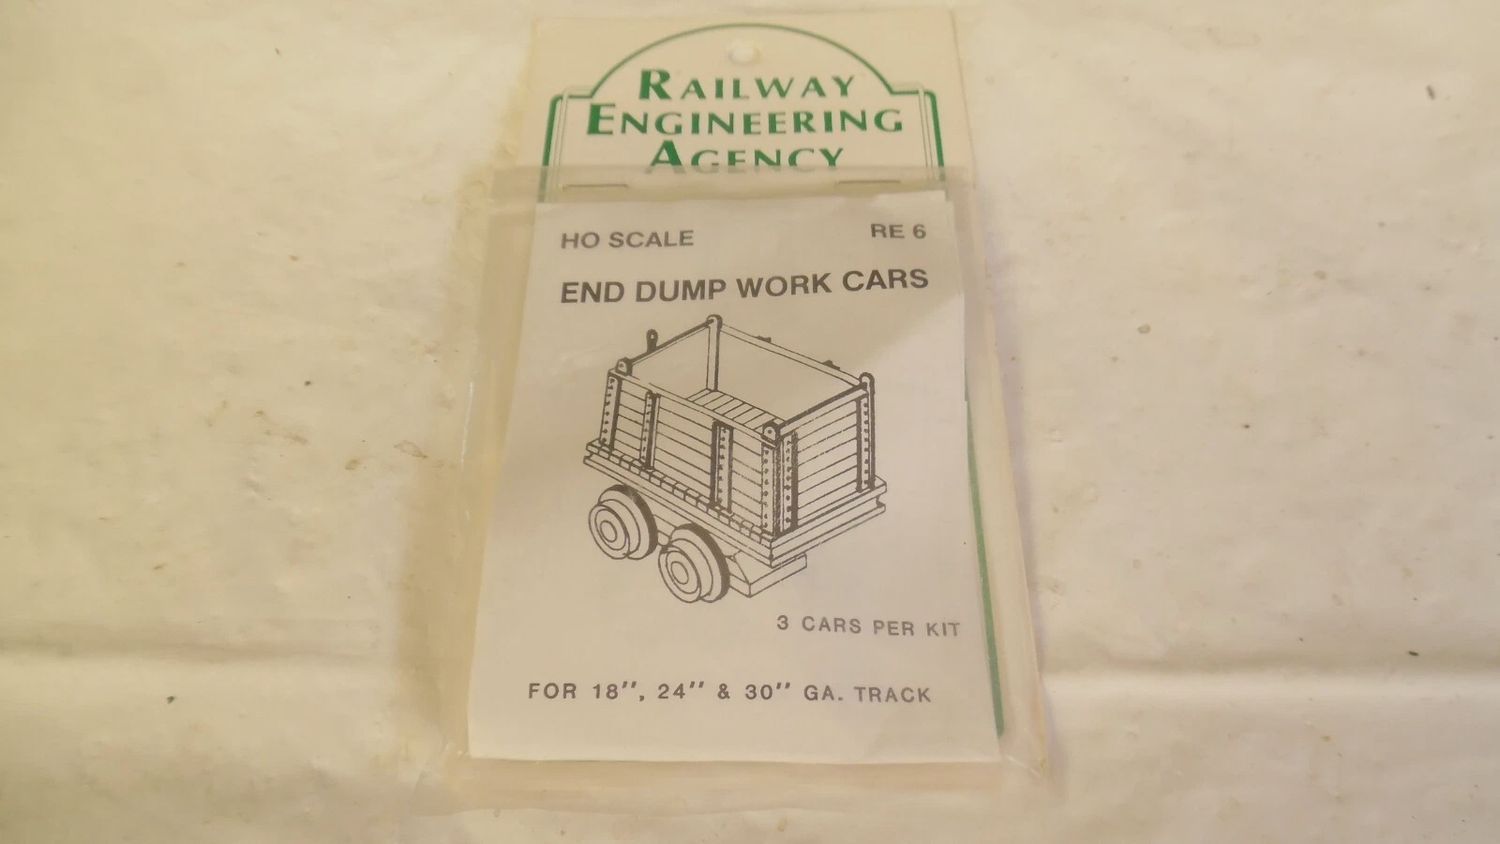 RAILWAY
ENGINEERING
AGENCY
HO SCALE RE 6
END DUMP WORK CARS
3 CARS PER KIT
FOR 18", 24" & 30" GA. TRACK